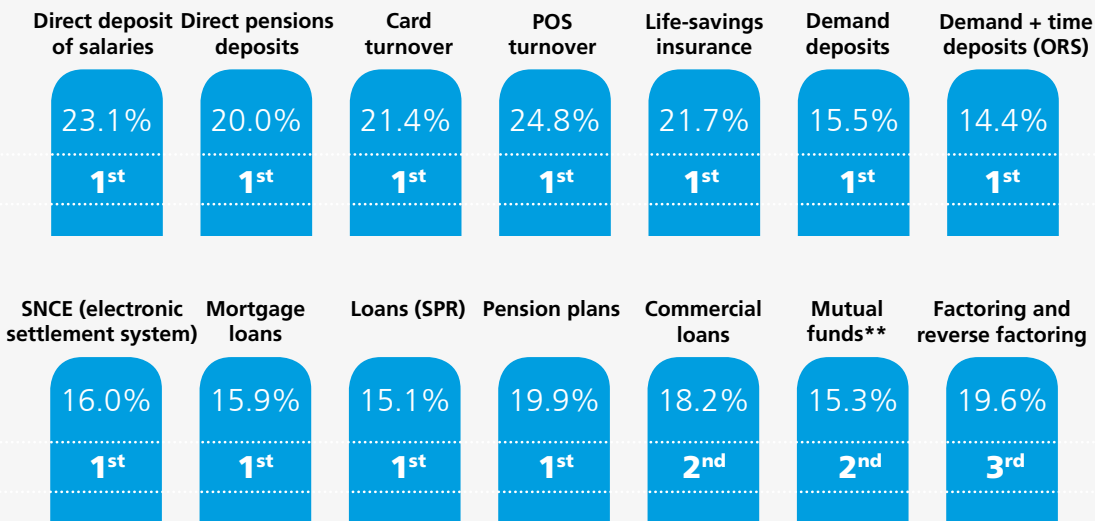 Direct deposit of salaries
Direct pensions deposits
Card turnover
POS turnover
Life-savings insurance
Demand deposits
Demand + time deposits (ORS)
23.1% 20.0% 21.4% 24.8% 21.7% 15.5% 14.4%
1st 1st 1st 1st 1st 1st 1st
SNCE (electronic settlement system)
Mortgage loans
Loans (SPR)
Pension plans
Commercial loans
Mutual funds**
Factoring and reverse factoring
16.0% 15.9% 15.1% 19.9% 18.2% 15.3% 19.6%
1st 1st 1st 1st 2nd 2nd 3rd